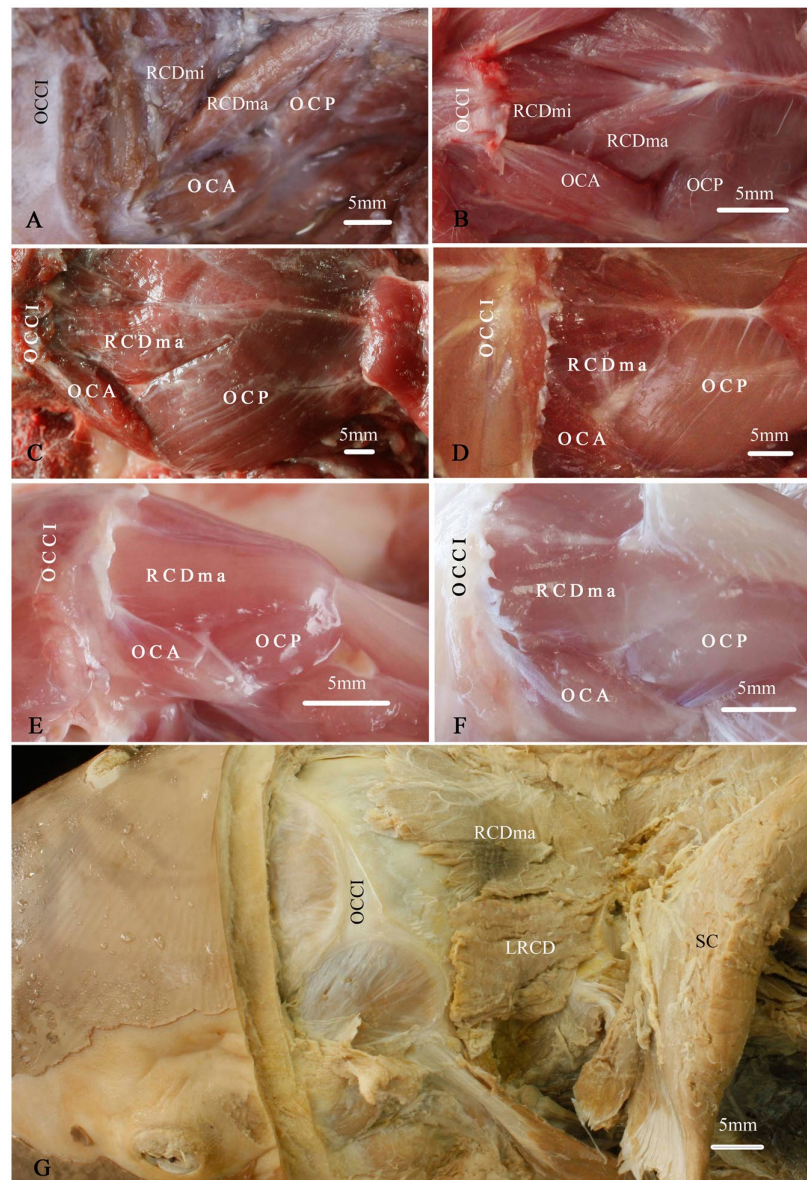 OCCI
RCDmi
RCDma
OCP
OCA
5mm
A
OCCI
RCDmi
RCDma
OCA
OCP
5mm
B
OCCI
RCDma
OCA
OCP
5mm
C
OCCI
RCDma
OCP
OCA
5mm
D
OCCI
RCDma
OCA
OCP
5mm
E
OCCI
RCDma
OCP
OCA
5mm
F
RCDma
OCCI
LRCD
SC
5mm
G